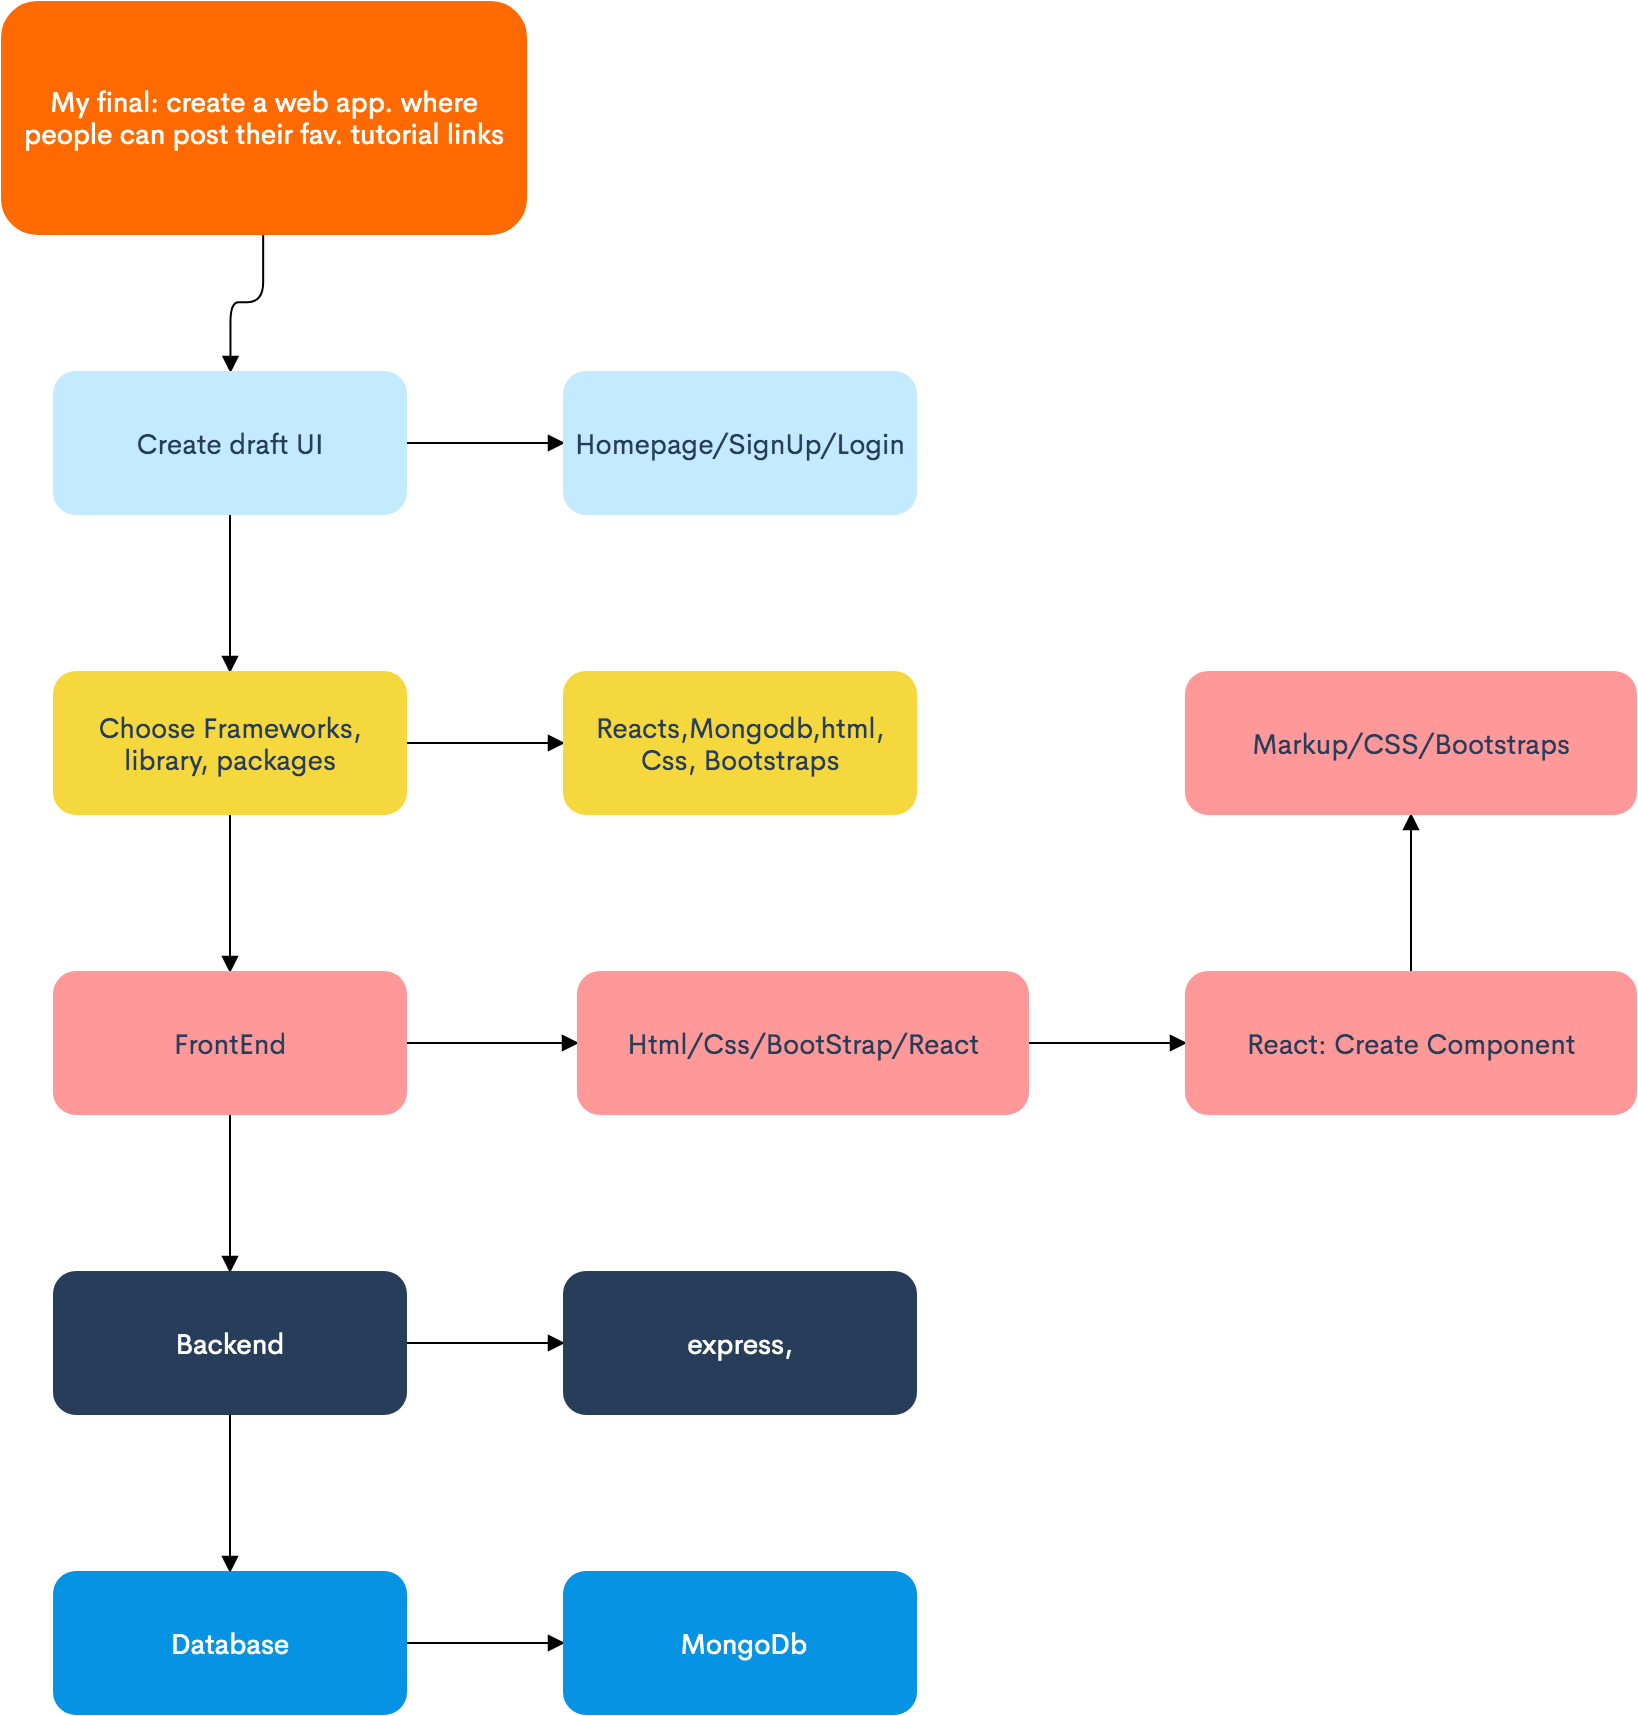 My final: create a web app. where
people can post their fav. tutorial links
Create draft UI
Homepage/SignUp/Login
Choose Frameworks,
library, packages
Reacts,Mongodb,html,
Css, Bootstraps
Markup/CSS/Bootstraps
FrontEnd
Html/Css/BootStrap/React
React: Create Component
Backend
express,
Database
MongoDb